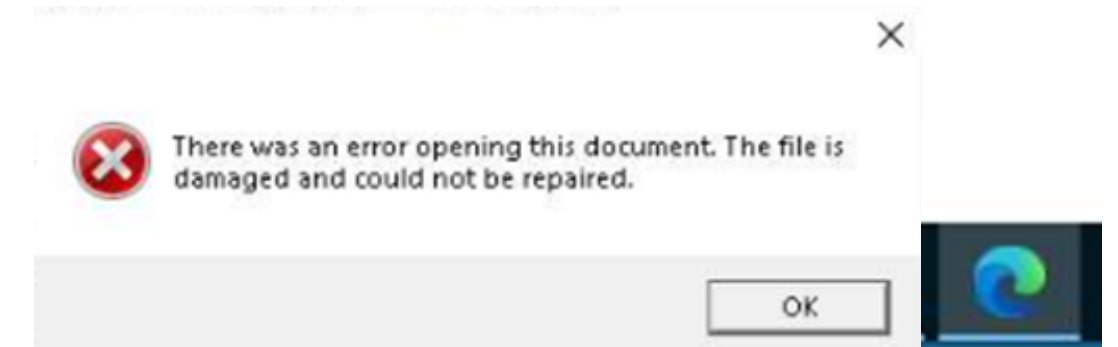 There was an error opening this document. The file is
damaged and could not be repaired.
OK